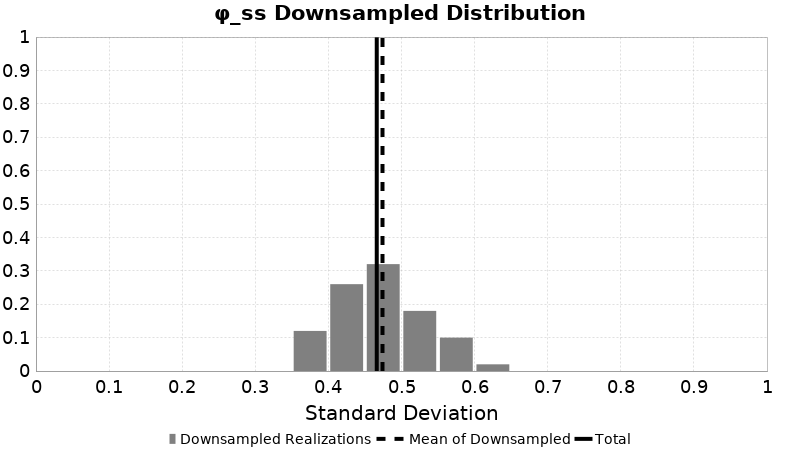 φ_ss Downsampled Distribution
1
0.9
0.8
0.7
0.6
0.5
0.4
0.3
0.2
0.1
0
0 0.1 0.2 0.3 0.4 0.5 0.6 0.7 0.8 0.9 1
Standard Deviation
Downsampled Realizations Mean of Downsampled Total